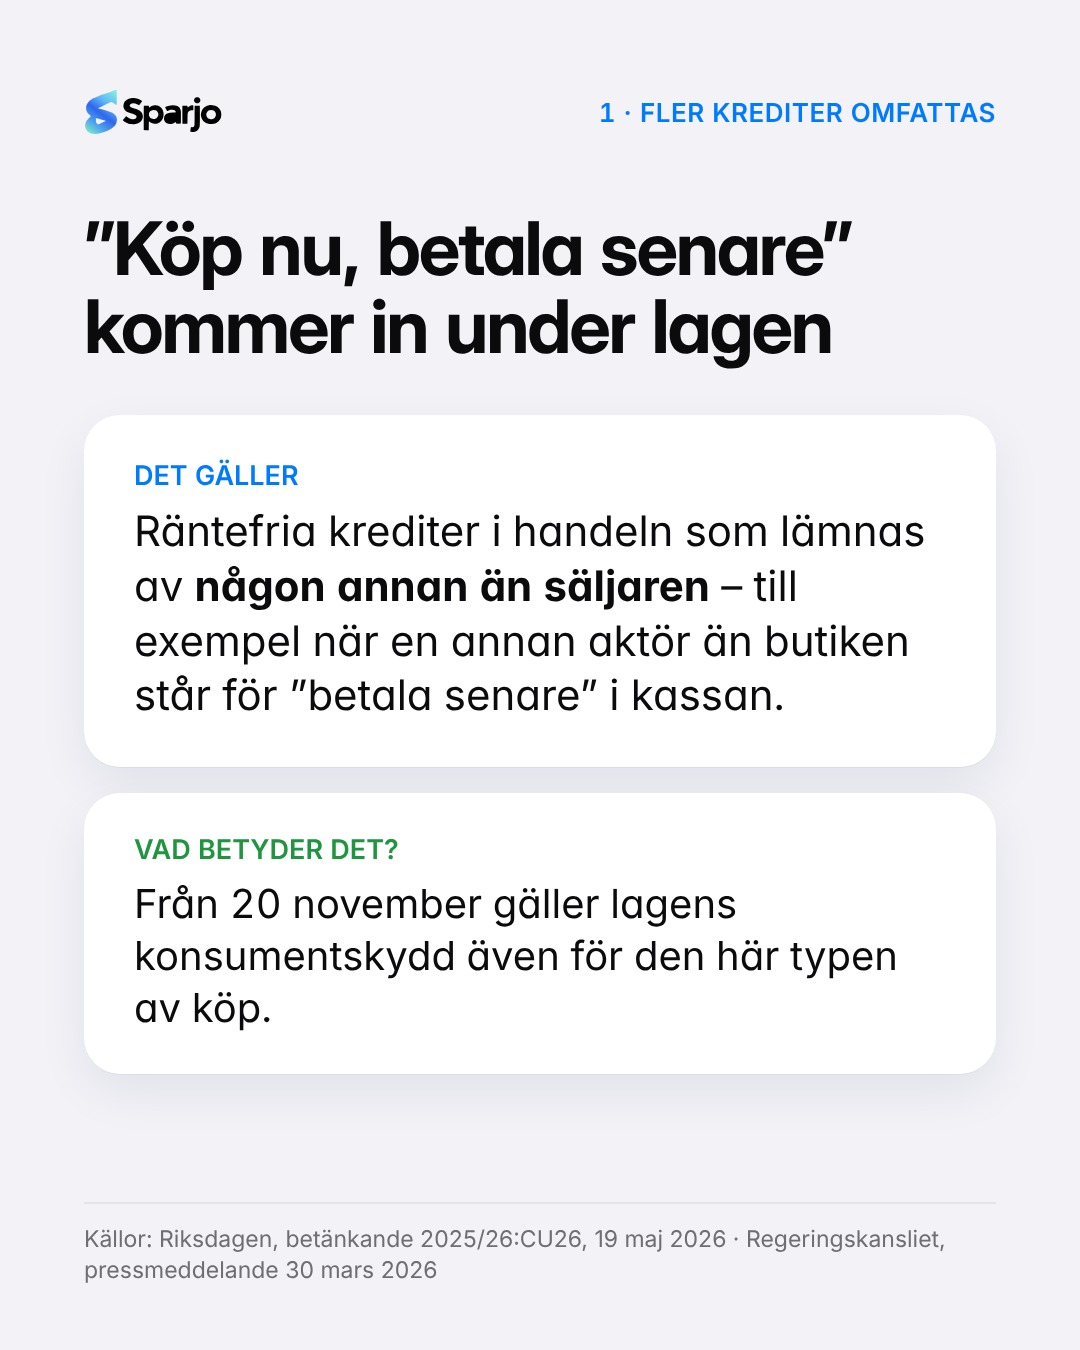 Sparjo
1 · FLER KREDITER OMFATTAS
”Köp nu, betala senare”
kommer in under lagen
DET GÄLLER
Räntefria krediter i handeln som lämnas
av någon annan än säljaren – till
exempel när en annan aktör än butiken
står för ”betala senare” i kassan.
VAD BETYDER DET?
Från 20 november gäller lagens
konsumentskydd även för den här typen
av köp.
Källor: Riksdagen, betänkande 2025/26:CU26, 19 maj 2026 · Regeringskansliet,
pressmeddelande 30 mars 2026